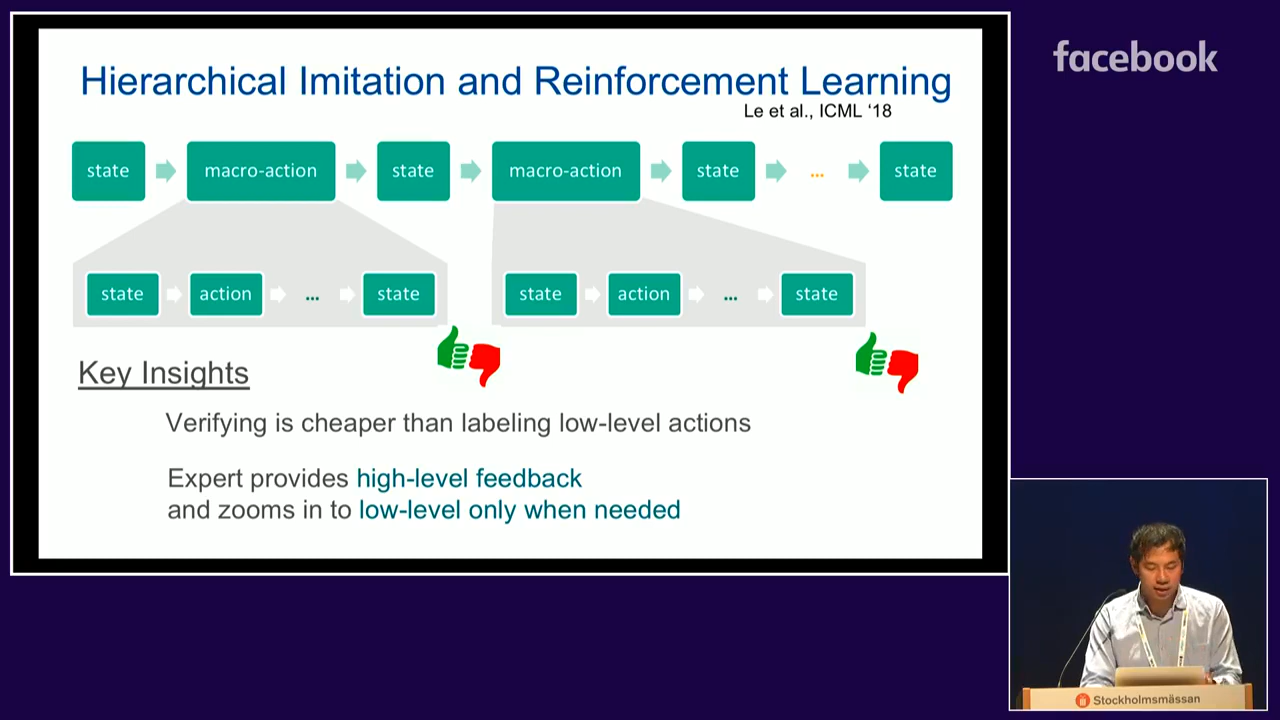 Hierarchical Imitation and Reinforcement Learning
Le et al., ICML ‘18
facebook
state macro-action state macro-action state ... state
state action ... state state action ... state
Key Insights
Verifying is cheaper than labeling low-level actions
Expert provides high-level feedback
and zooms in to low-level only when needed
Stockholmsmässan